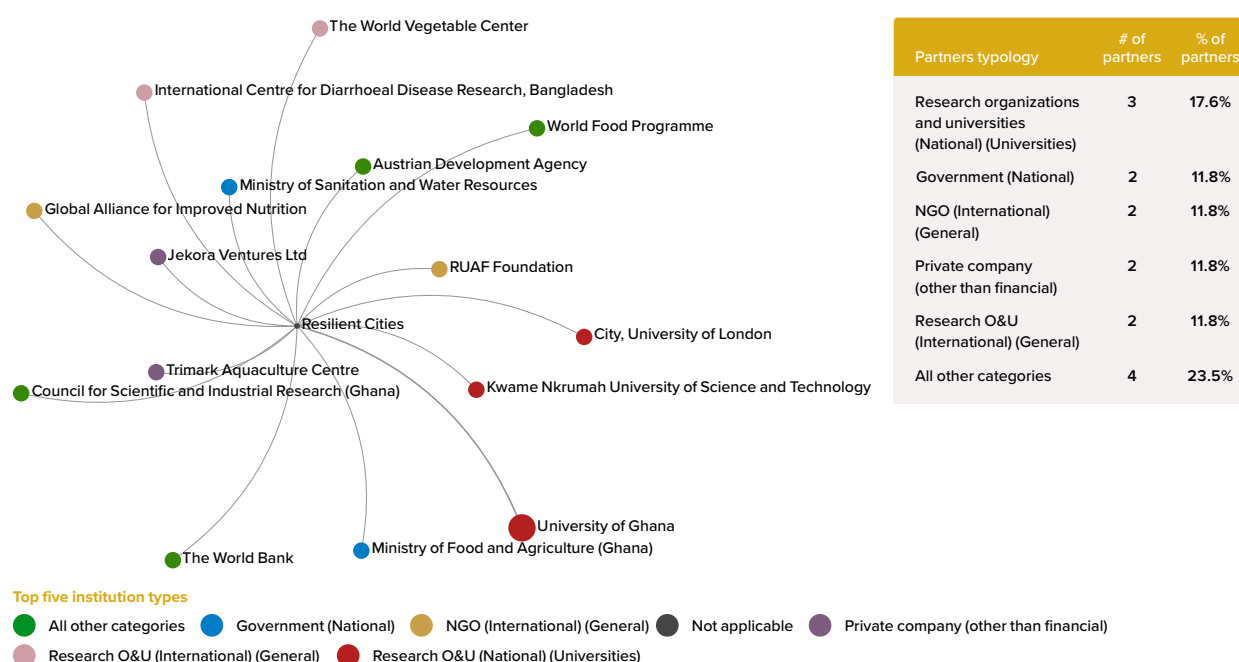 The World Vegetable Center
International Centre for Diarrhoeal Disease Research, Bangladesh
World Food Programme
Austrian Development Agency
Ministry of Sanitation and Water Resources
Global Alliance for Improved Nutrition
Jekora Ventures Ltd
RUAF Foundation
Resilient Cities
City, University of London
Trimark Aquaculture Centre
Council for Scientific and Industrial Research (Ghana)
Kwame Nkrumah University of Science and Technology
University of Ghana
Ministry of Food and Agriculture (Ghana)
The World Bank
Partners typology
# of
partners
% of
partners
Research organizations
and universities
(National) (Universities)
3
17.6%
Government (National)
2
11.8%
NGO (International)
(General)
2
11.8%
Private company
(other than financial)
2
11.8%
Research O&U
(International) (General)
2
11.8%
All other categories
4
23.5%
Top five institution types
All other categories
Government (National)
NGO (International) (General)
Not applicable
Private company (other than financial)
Research O&U (International) (General)
Research O&U (National) (Universities)